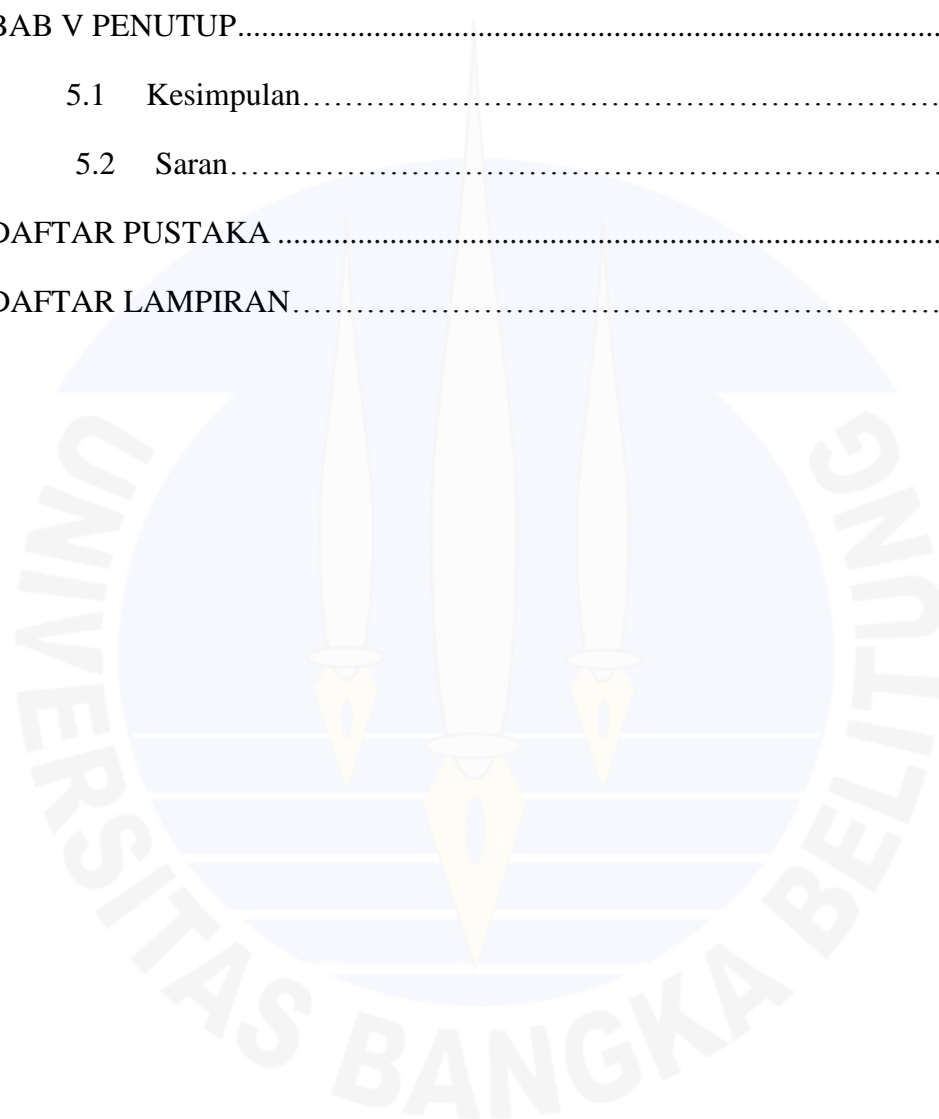 BAB V PENUTUP................................................................................
5.1 Kesimpulan…………………………………………………………
5.2 Saran………………………………………………………………
DAFTAR PUSTAKA ............................................................................
DAFTAR LAMPIRAN…………………………………………………………
UNIVERSITAS BANGKA BELITUNG